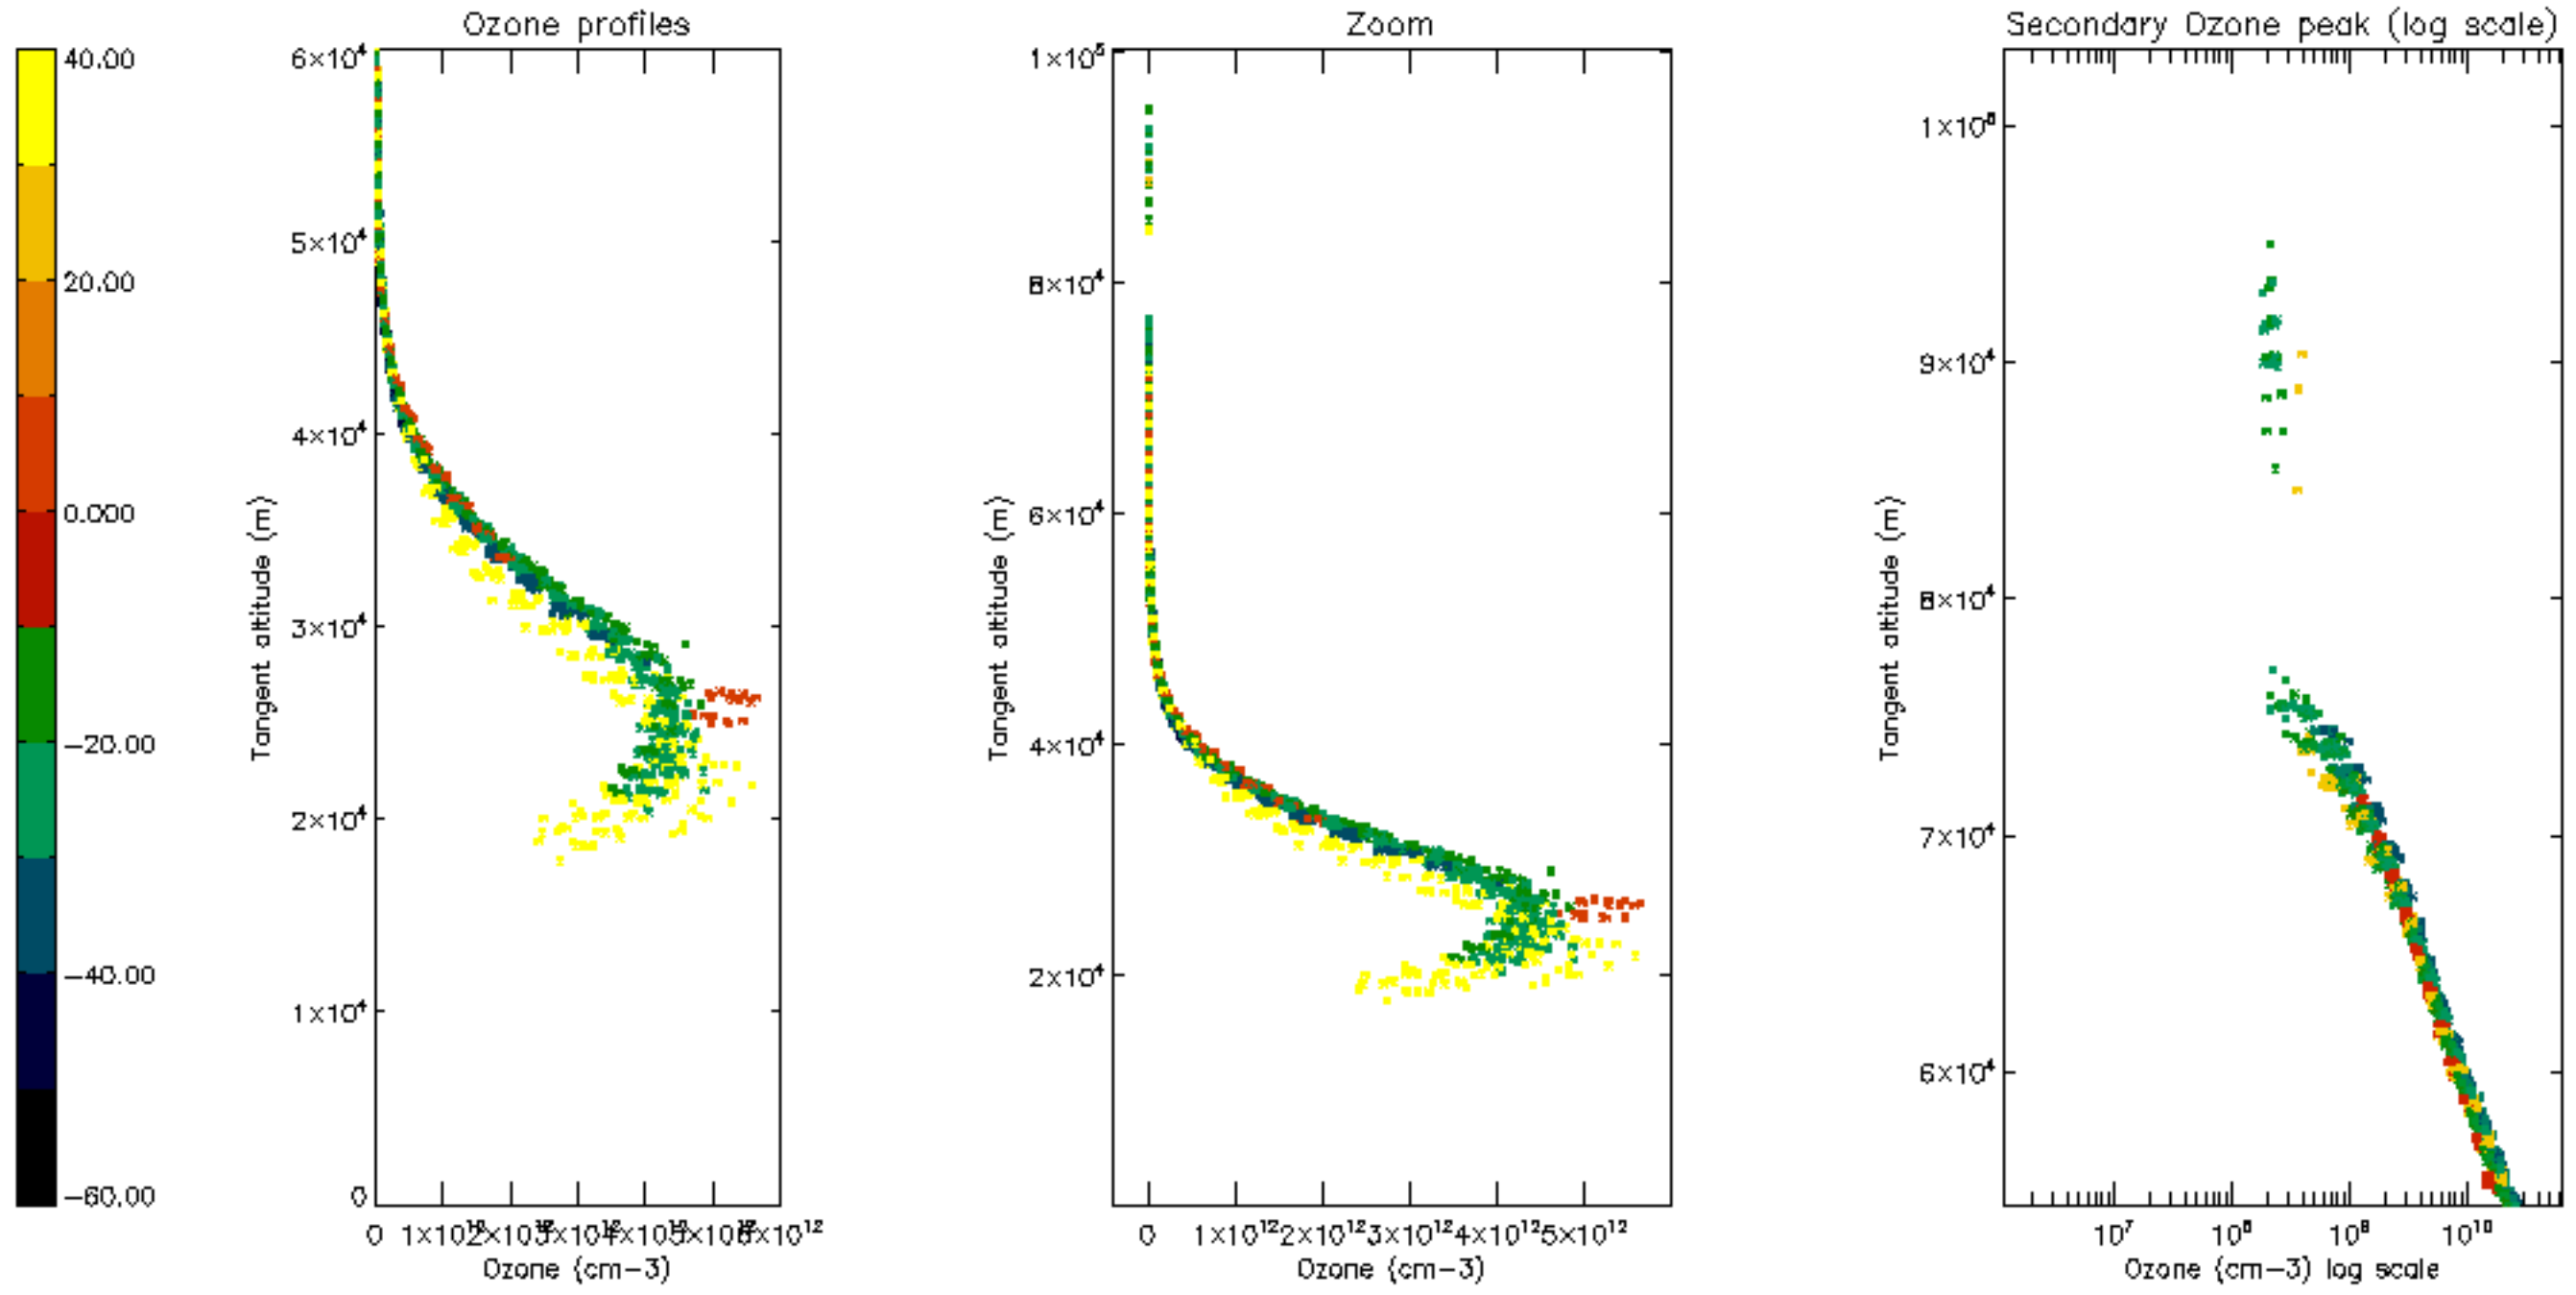 Ozone profiles
Zoom
Secondary Ozone peak (log scale)
40.00
20.00
0.000
−20.00
−40.00
−60.00
6×10⁴
5×10⁴
4×10⁴
3×10⁴
2×10⁴
1×10⁴
0
Tangent altitude (m)
0
6×10¹²
Ozone (cm−3)
1×10⁵
8×10⁴
6×10⁴
4×10⁴
2×10⁴
Tangent altitude (m)
0 1×10¹² 2×10¹² 3×10¹² 4×10¹² 5×10¹²
Ozone (cm−3)
1×10⁵
9×10⁴
8×10⁴
7×10⁴
6×10⁴
Tangent altitude (m)
10⁷ 10⁸ 10⁹ 10¹⁰
Ozone (cm−3) log scale